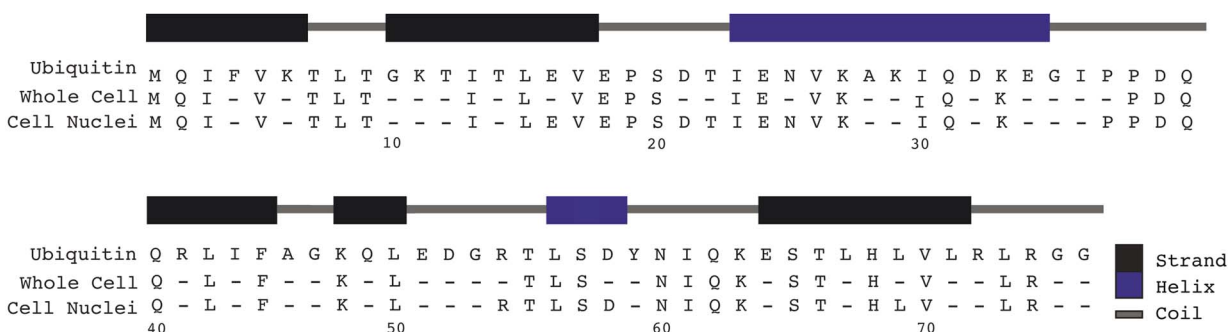 Ubiquitin M Q I F V K T L T G K T I T L E V E P S D T I E N V K A K I Q D K E G I P P D Q
Whole Cell M Q I - V - T L T - - - I - L - V E P S - - I E - V K - - I Q - K - - - - P D Q
Cell Nuclei M Q I - V - T L T - - - I - L E V E P S D T I E N V K - - I Q - K - - - P P D Q
10 20 30
Ubiquitin Q R L I F A G K Q L E D G R T L S D Y N I Q K E S T L H L V L R L R G G
Whole Cell Q - L - F - - K - L - - - - T L S - - N I Q K - S T - H - V - - L R - -
Cell Nuclei Q - L - F - - K - L - - - R T L S D - N I Q K - S T - H L V - - L R - -
40 50 60 70
Strand
Helix
Coil